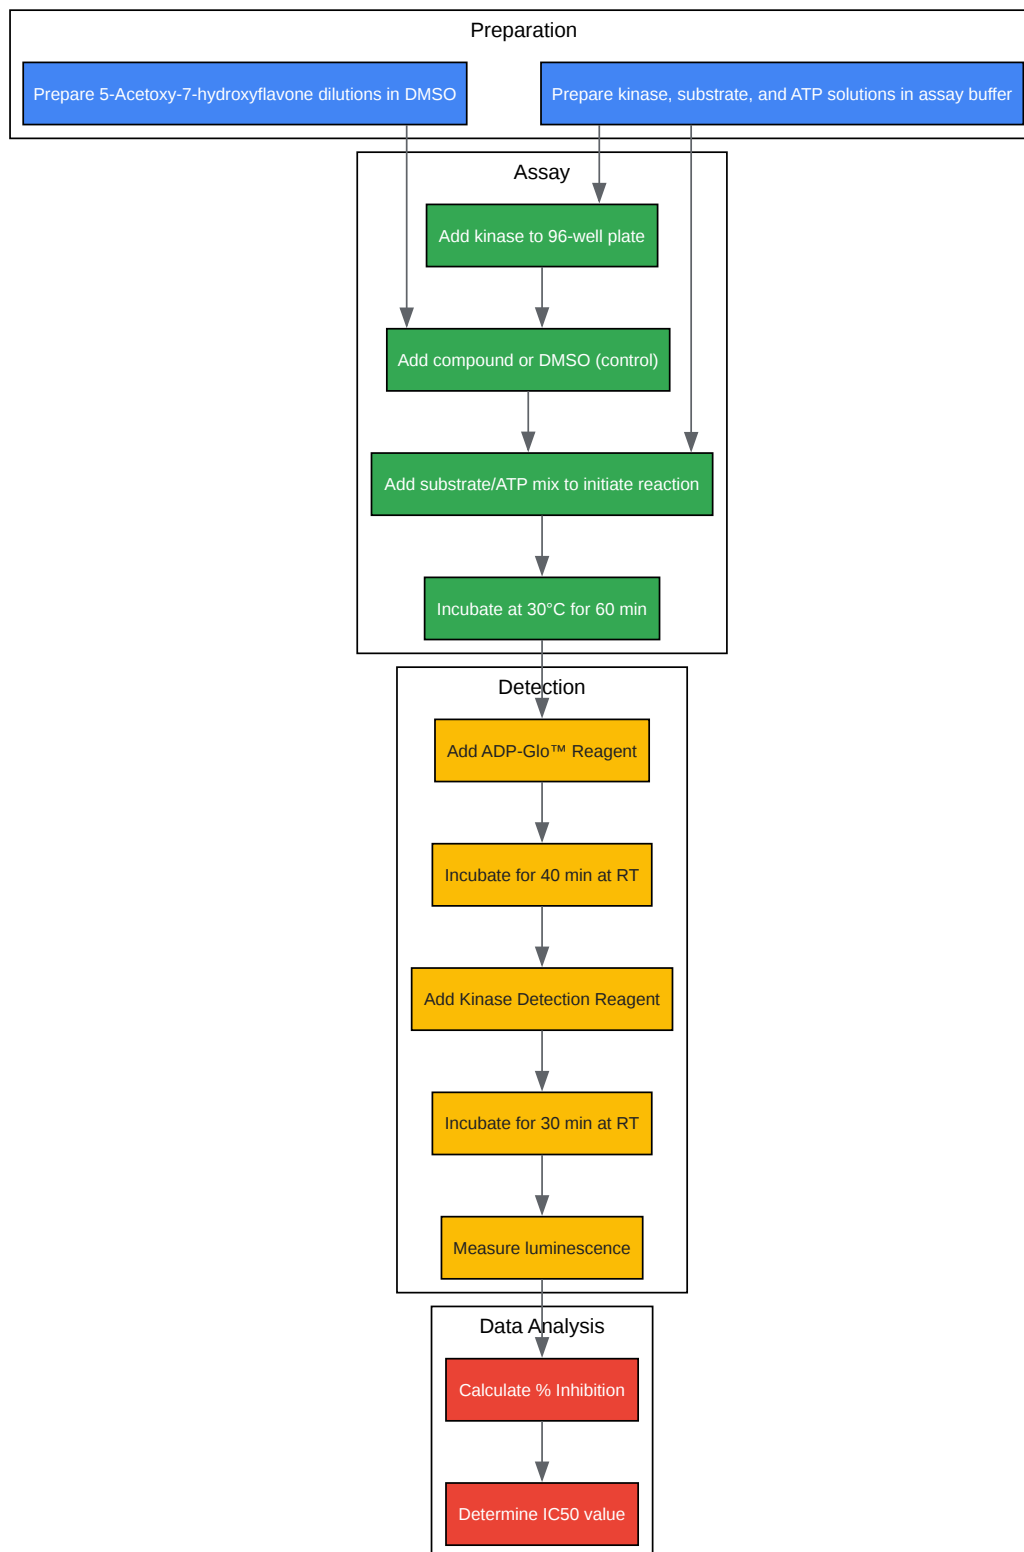 Preparation
Prepare 5-Acetoxy-7-hydroxyflavone dilutions in DMSO
Prepare kinase, substrate, and ATP solutions in assay buffer
Assay
Add kinase to 96-well plate
Add compound or DMSO (control)
Add substrate/ATP mix to initiate reaction
Incubate at 30°C for 60 min
Detection
Add ADP-Glo™ Reagent
Incubate for 40 min at RT
Add Kinase Detection Reagent
Incubate for 30 min at RT
Measure luminescence
Data Analysis
Calculate % Inhibition
Determine IC50 value